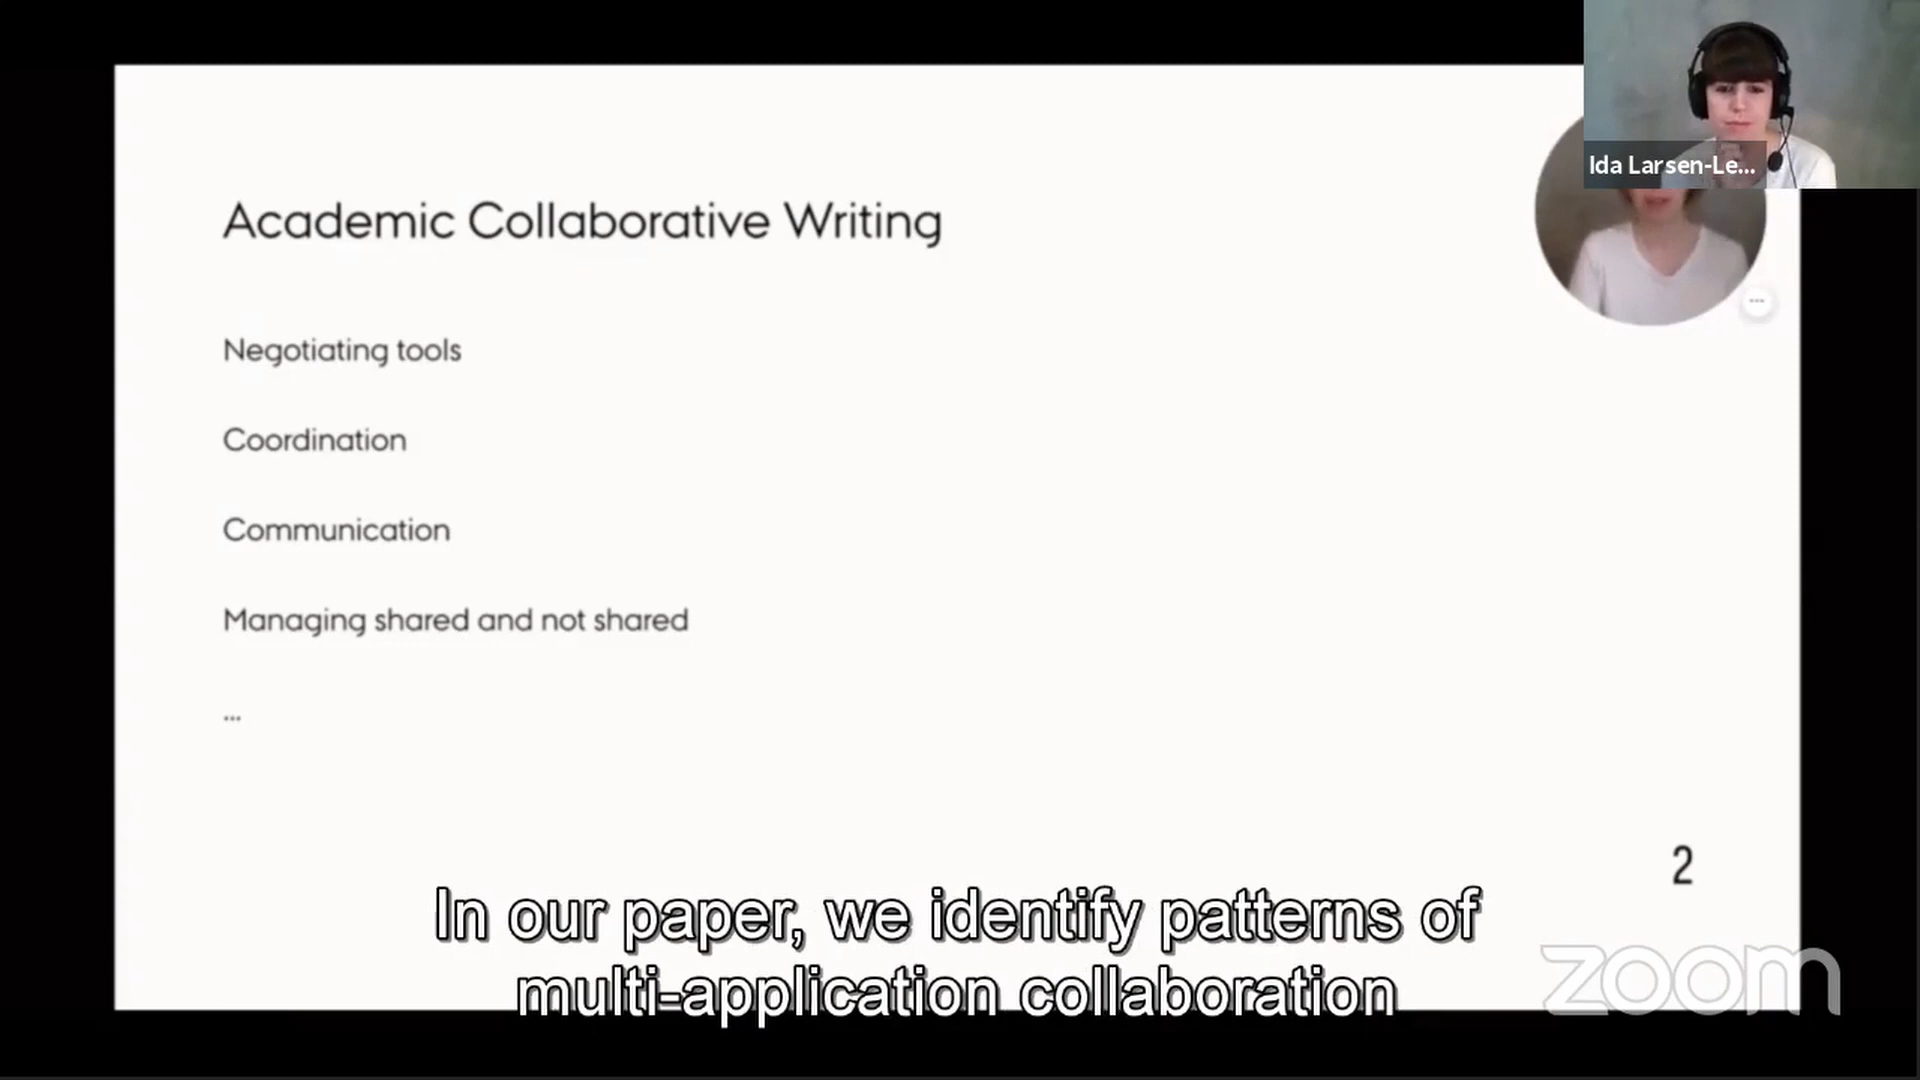 Ida Larsen-Le...
Academic Collaborative Writing
Negotiating tools
Coordination
Communication
Managing shared and not shared
...
2
In our paper, we identify patterns of
multi-application collaboration
zoom